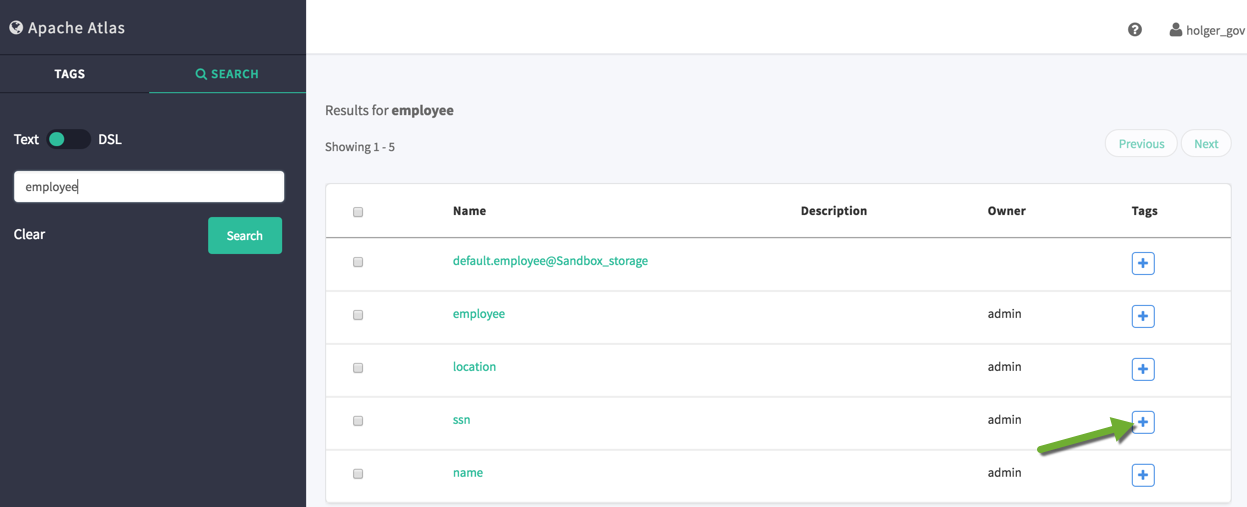 Apache Atlas
holger_gov
TAGS
SEARCH
Results for employee
Text
DSL
Showing 1 - 5
Previous
Next
employee
Clear
Search
Name Description Owner Tags
default.employee@Sandbox_storage
employee admin
location admin
ssn admin
name admin